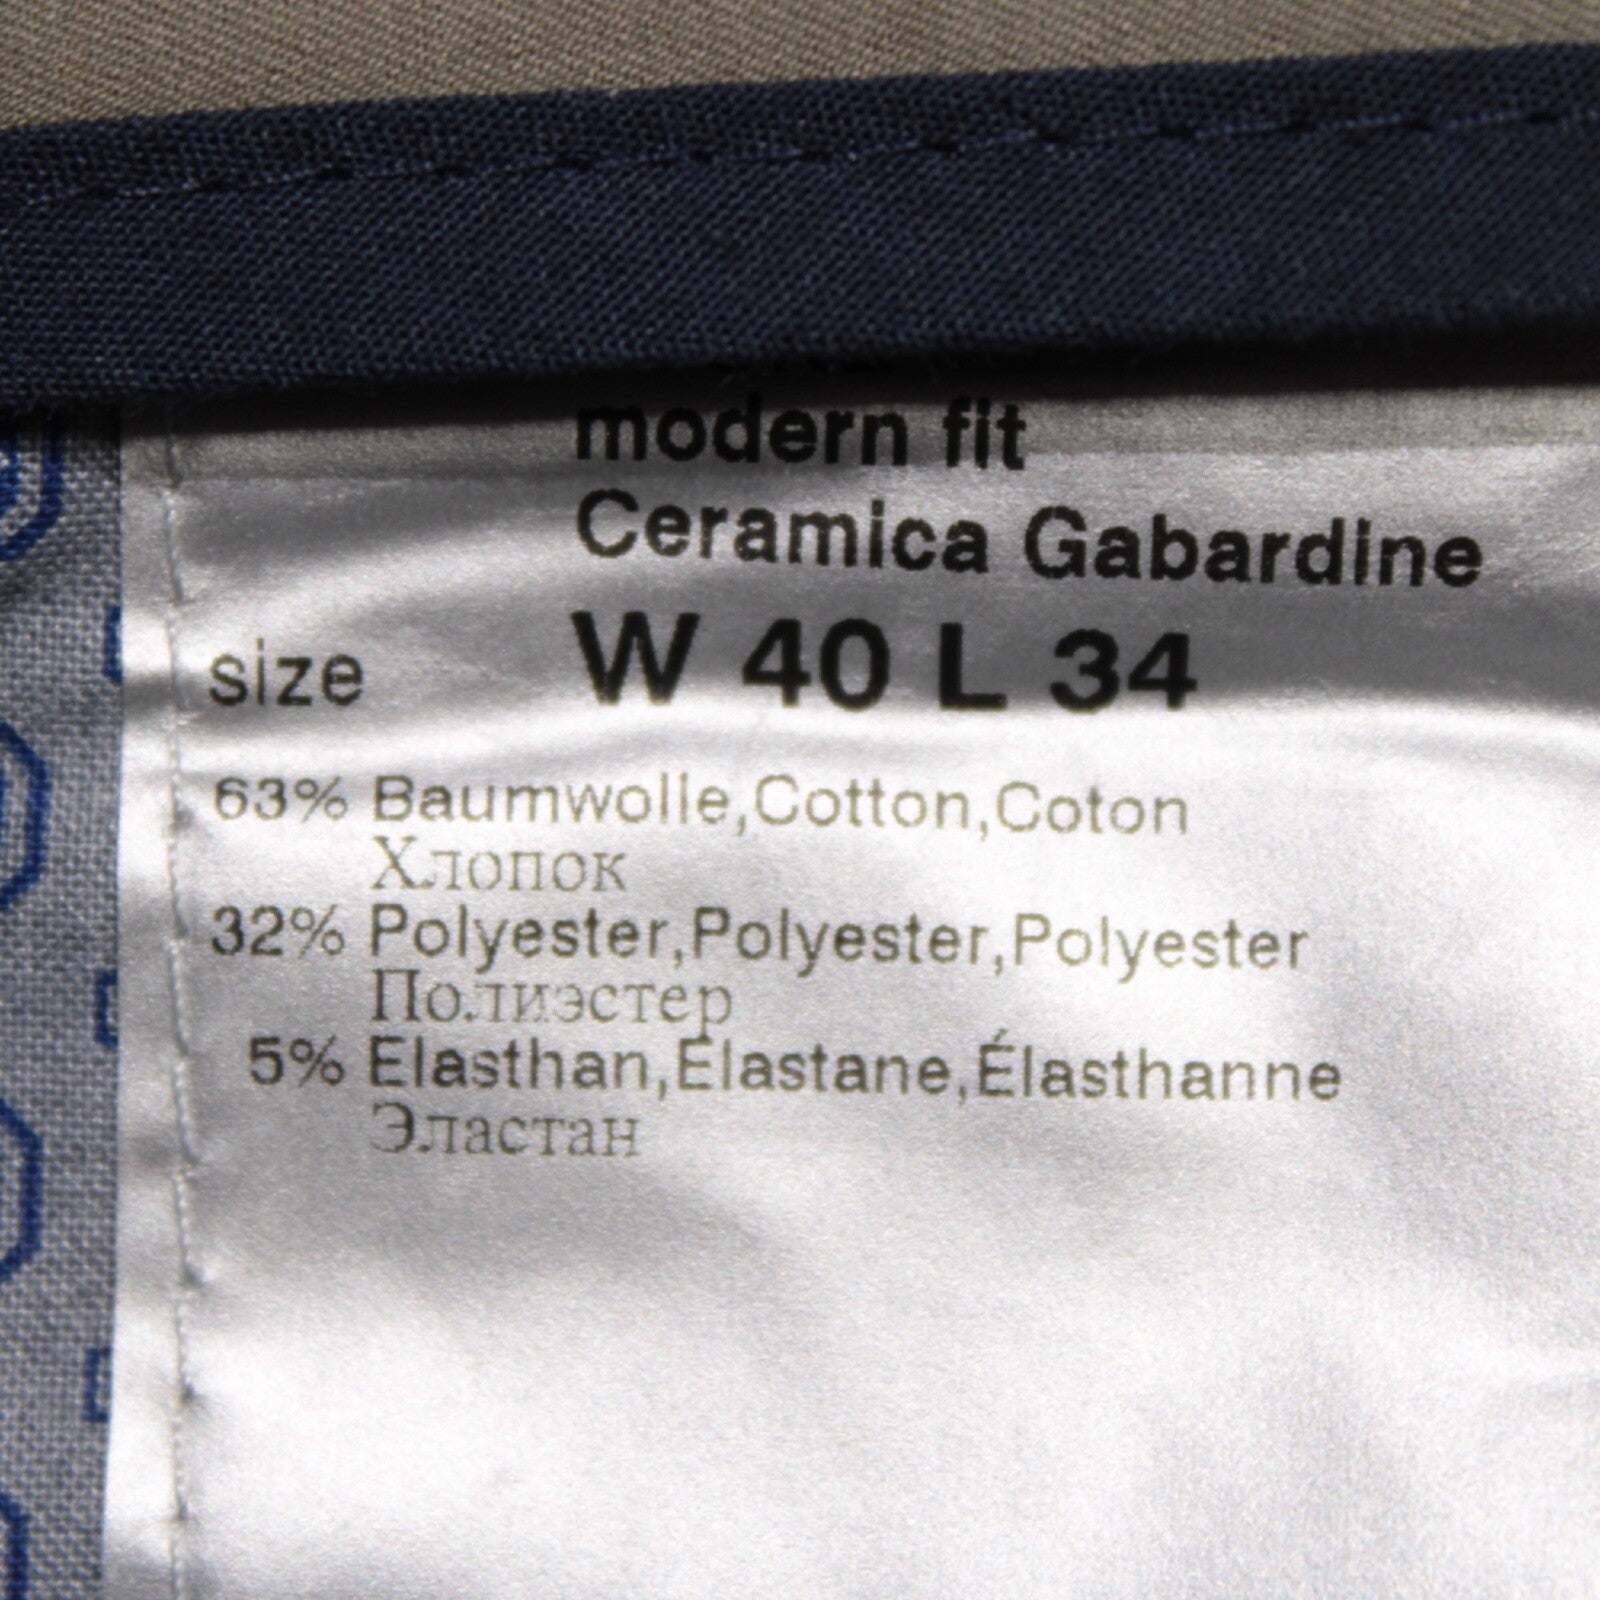 modern fit
Ceramica Gabardine
size W 40 L 34
63% Baumwolle,Cotton,Coton
Хлопок
32% Polyester,Polyester,Polyester
Полиэстер
5% Elasthan,Elastane,Élasthanne
Эластан